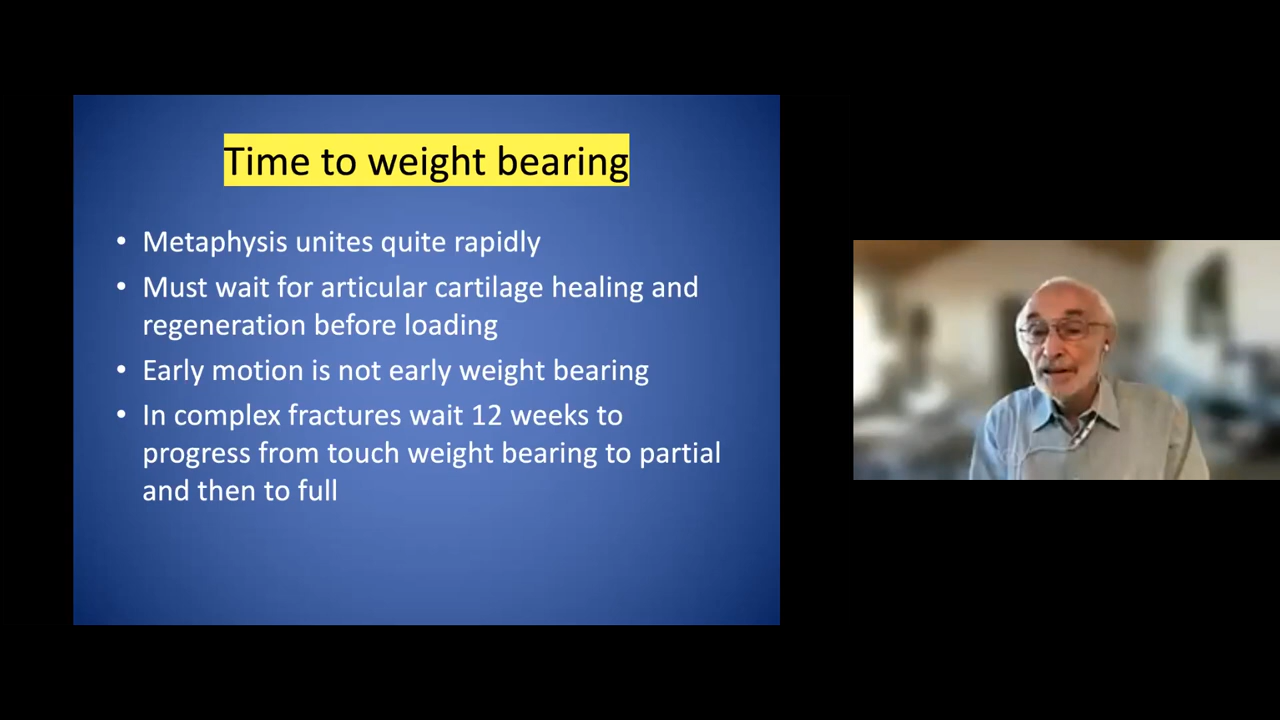 Time to weight bearing
• Metaphysis unites quite rapidly
• Must wait for articular cartilage healing and
regeneration before loading
• Early motion is not early weight bearing
• In complex fractures wait 12 weeks to
progress from touch weight bearing to partial
and then to full